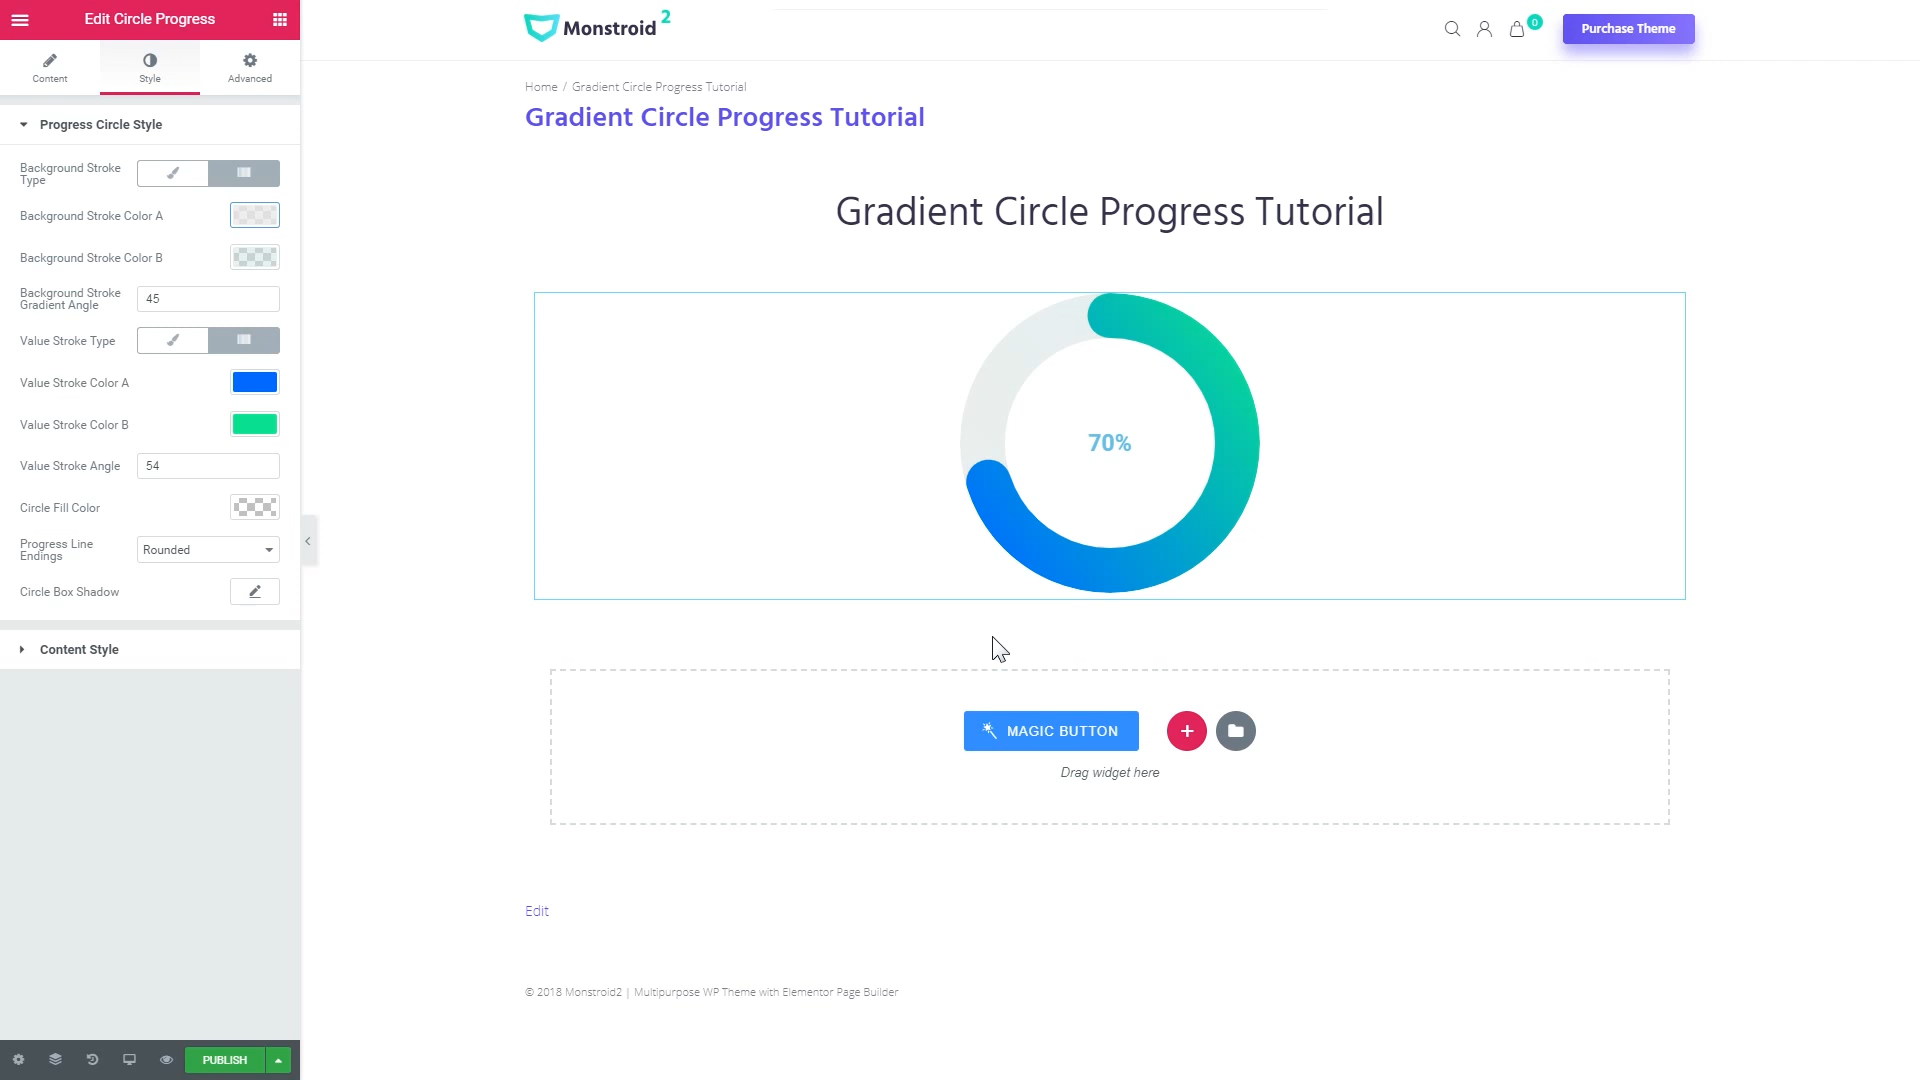 Edit Circle Progress
Content
Style
Advanced
Progress Circle Style
Background Stroke
Type
Background Stroke Color A
Background Stroke Color B
Background Stroke
Gradient Angle
45
Value Stroke Type
Value Stroke Color A
Value Stroke Color B
Value Stroke Angle
54
Circle Fill Color
Progress Line
Endings
Rounded
Circle Box Shadow
Content Style
PUBLISH
Monstroid 2
0
Purchase Theme
Home / Gradient Circle Progress Tutorial
Gradient Circle Progress Tutorial
Gradient Circle Progress Tutorial
70%
MAGIC BUTTON
Drag widget here
Edit
© 2018 Monstroid2 | Multipurpose WP Theme with Elementor Page Builder